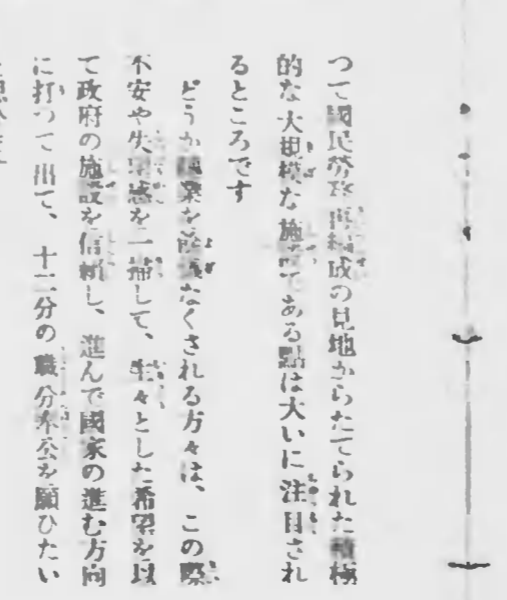 つて國民勞務再編成の見地からたてられた積極
的な大規模な施設である點は大いに注目され
るところです
どうか轉業を餘儀なくされる方々は、この際
不安や失望感を一掃して、生々とした希望を以
て政府の施設を信頼し、進んで國家の進む方向
に打つて出て、十二分の職分奉公を願ひたい